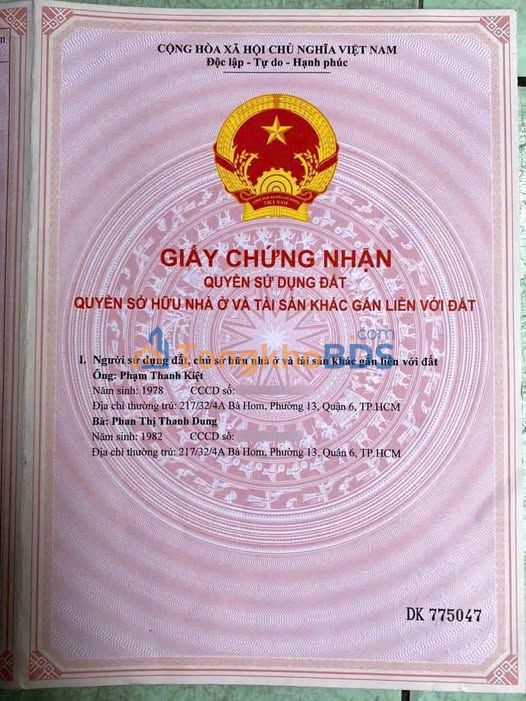 CỘNG HÒA XÃ HỘI CHỦ NGHĨA VIỆT NAM
Độc lập - Tự do - Hạnh phúc
VIỆT NAM
GIẤY CHỨNG NHẬN
QUYỀN SỬ DỤNG ĐẤT
QUYỀN SỞ HỮU NHÀ Ở VÀ TÀI SẢN KHÁC GẮN LIỀN VỚI ĐẤT
TungkhoBDS.com
I. Người sử dụng đất, chủ sở hữu nhà ở và tài sản khác gắn liền với đất
Ông: Phạm Thanh Kiệt
Năm sinh: 1978 CCCD số:
Địa chỉ thường trú: 217/32/4A Bà Hom, Phường 13, Quận 6, TP.HCM
Bà: Phan Thị Thanh Dung
Năm sinh: 1982 CCCD số:
Địa chỉ thường trú: 217/32/4A Bà Hom, Phường 13, Quận 6, TP.HCM
DK 775047